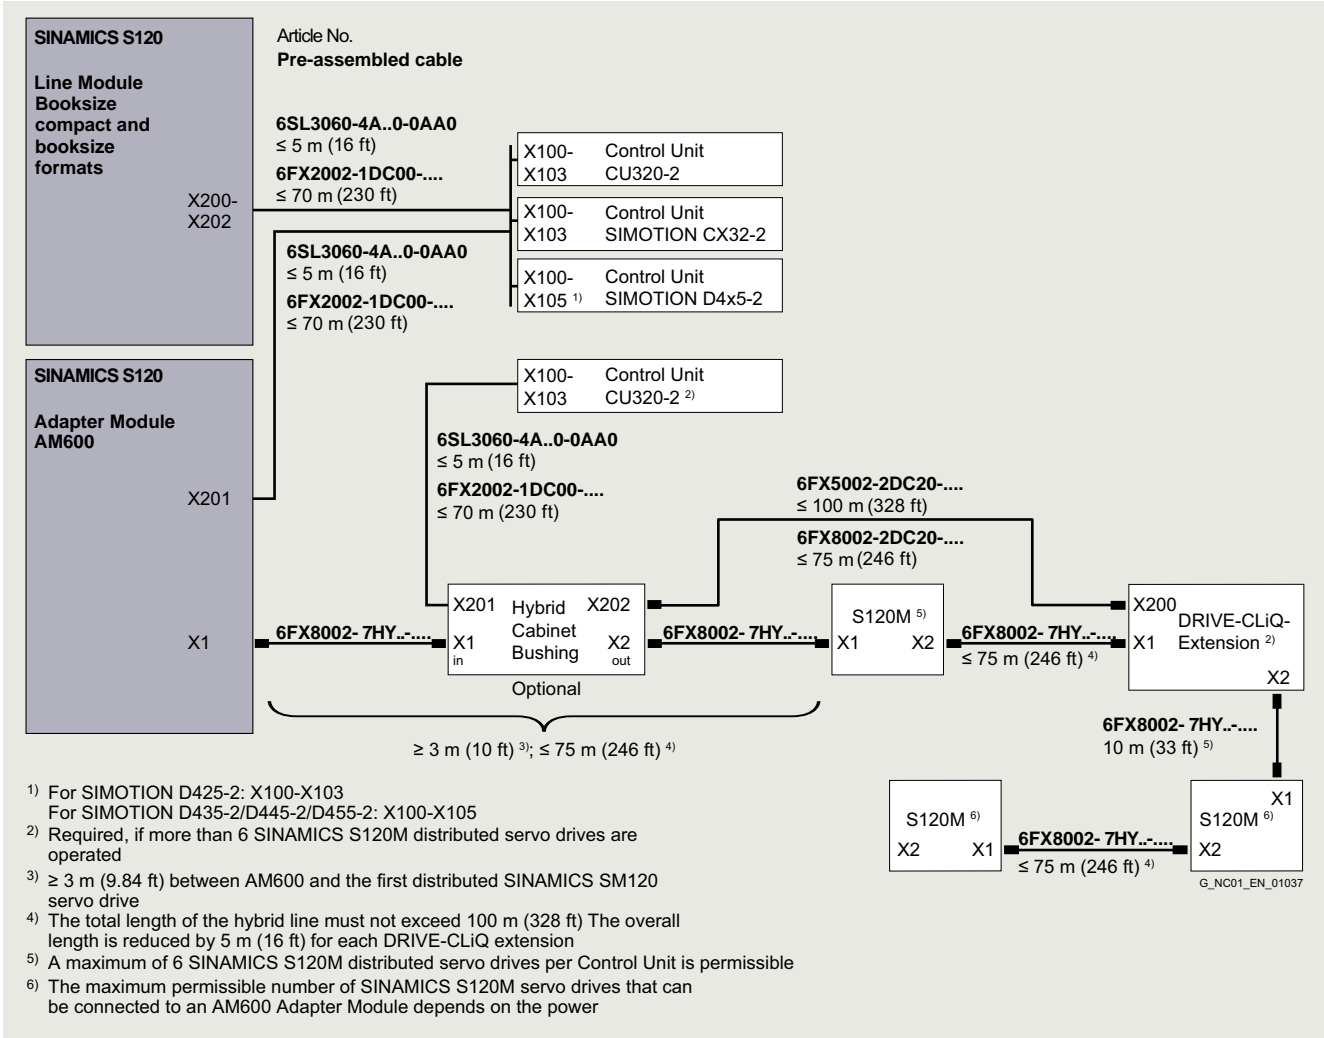 SINAMICS S120
Line Module
Booksize
compact and
booksize
formats
X200-
X202
Article No.
Pre-assembled cable
6SL3060-4A..0-0AA0
≤ 5 m (16 ft)
6FX2002-1DC00-....
≤ 70 m (230 ft)
X100- Control Unit
X103 CU320-2
X100- Control Unit
X103 SIMOTION CX32-2
X100- Control Unit
X105 1) SIMOTION D4x5-2
6SL3060-4A..0-0AA0
≤ 5 m (16 ft)
6FX2002-1DC00-....
≤ 70 m (230 ft)
SINAMICS S120
Adapter Module
AM600
X201
X1
X100- Control Unit
X103 CU320-2 2)
6SL3060-4A..0-0AA0
≤ 5 m (16 ft)
6FX2002-1DC00-....
≤ 70 m (230 ft)
6FX5002-2DC20-....
≤ 100 m (328 ft)
6FX8002-2DC20-....
≤ 75 m (246 ft)
6FX8002- 7HY..-....
X201 Hybrid X202
X1 Cabinet X2
in Bushing out
Optional
6FX8002- 7HY..-....
S120M 5)
X1 X2
6FX8002- 7HY..-....
≤ 75 m (246 ft) 4)
X200
DRIVE-CLiQ-
X1 Extension 2)
X2
≥ 3 m (10 ft) 3); ≤ 75 m (246 ft) 4)
6FX8002- 7HY..-....
10 m (33 ft) 5)
X1
S120M 6)
X2
6FX8002- 7HY..-....
≤ 75 m (246 ft) 4)
S120M 6)
X2 X1
G_NC01_EN_01037
1) For SIMOTION D425-2: X100-X103
For SIMOTION D435-2/D445-2/D455-2: X100-X105
2) Required, if more than 6 SINAMICS S120M distributed servo drives are
operated
3) ≥ 3 m (9.84 ft) between AM600 and the first distributed SINAMICS SM120
servo drive
4) The total length of the hybrid line must not exceed 100 m (328 ft) The overall
length is reduced by 5 m (16 ft) for each DRIVE-CLiQ extension
5) A maximum of 6 SINAMICS S120M distributed servo drives per Control Unit is permissible
6) The maximum permissible number of SINAMICS S120M servo drives that can
be connected to an AM600 Adapter Module depends on the power